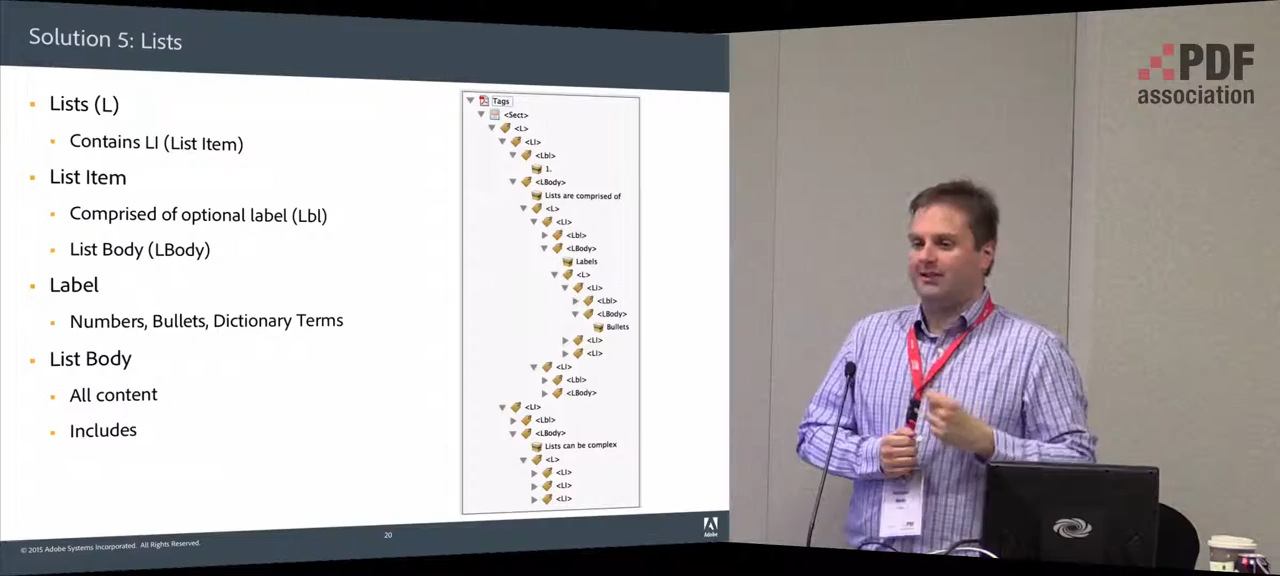 Solution 5: Lists
Lists (L)
Contains LI (List Item)
List Item
Comprised of optional label (Lbl)
List Body (LBody)
Label
Numbers, Bullets, Dictionary Terms
List Body
All content
Includes
Tags
<Sect>
<L>
<LI>
<Lbl>
1.
<LBody>
Lists are comprised of
<L>
<LI>
<Lbl>
<LBody>
Labels
<L>
<LI>
<Lbl>
<LBody>
Bullets
<LI>
<LI>
<LI>
<Lbl>
<LBody>
<LI>
<Lbl>
<LBody>
Lists can be complex
<L>
<LI>
<LI>
<LI>
© 2015 Adobe Systems Incorporated. All Rights Reserved.
20
Adobe
PDF
association